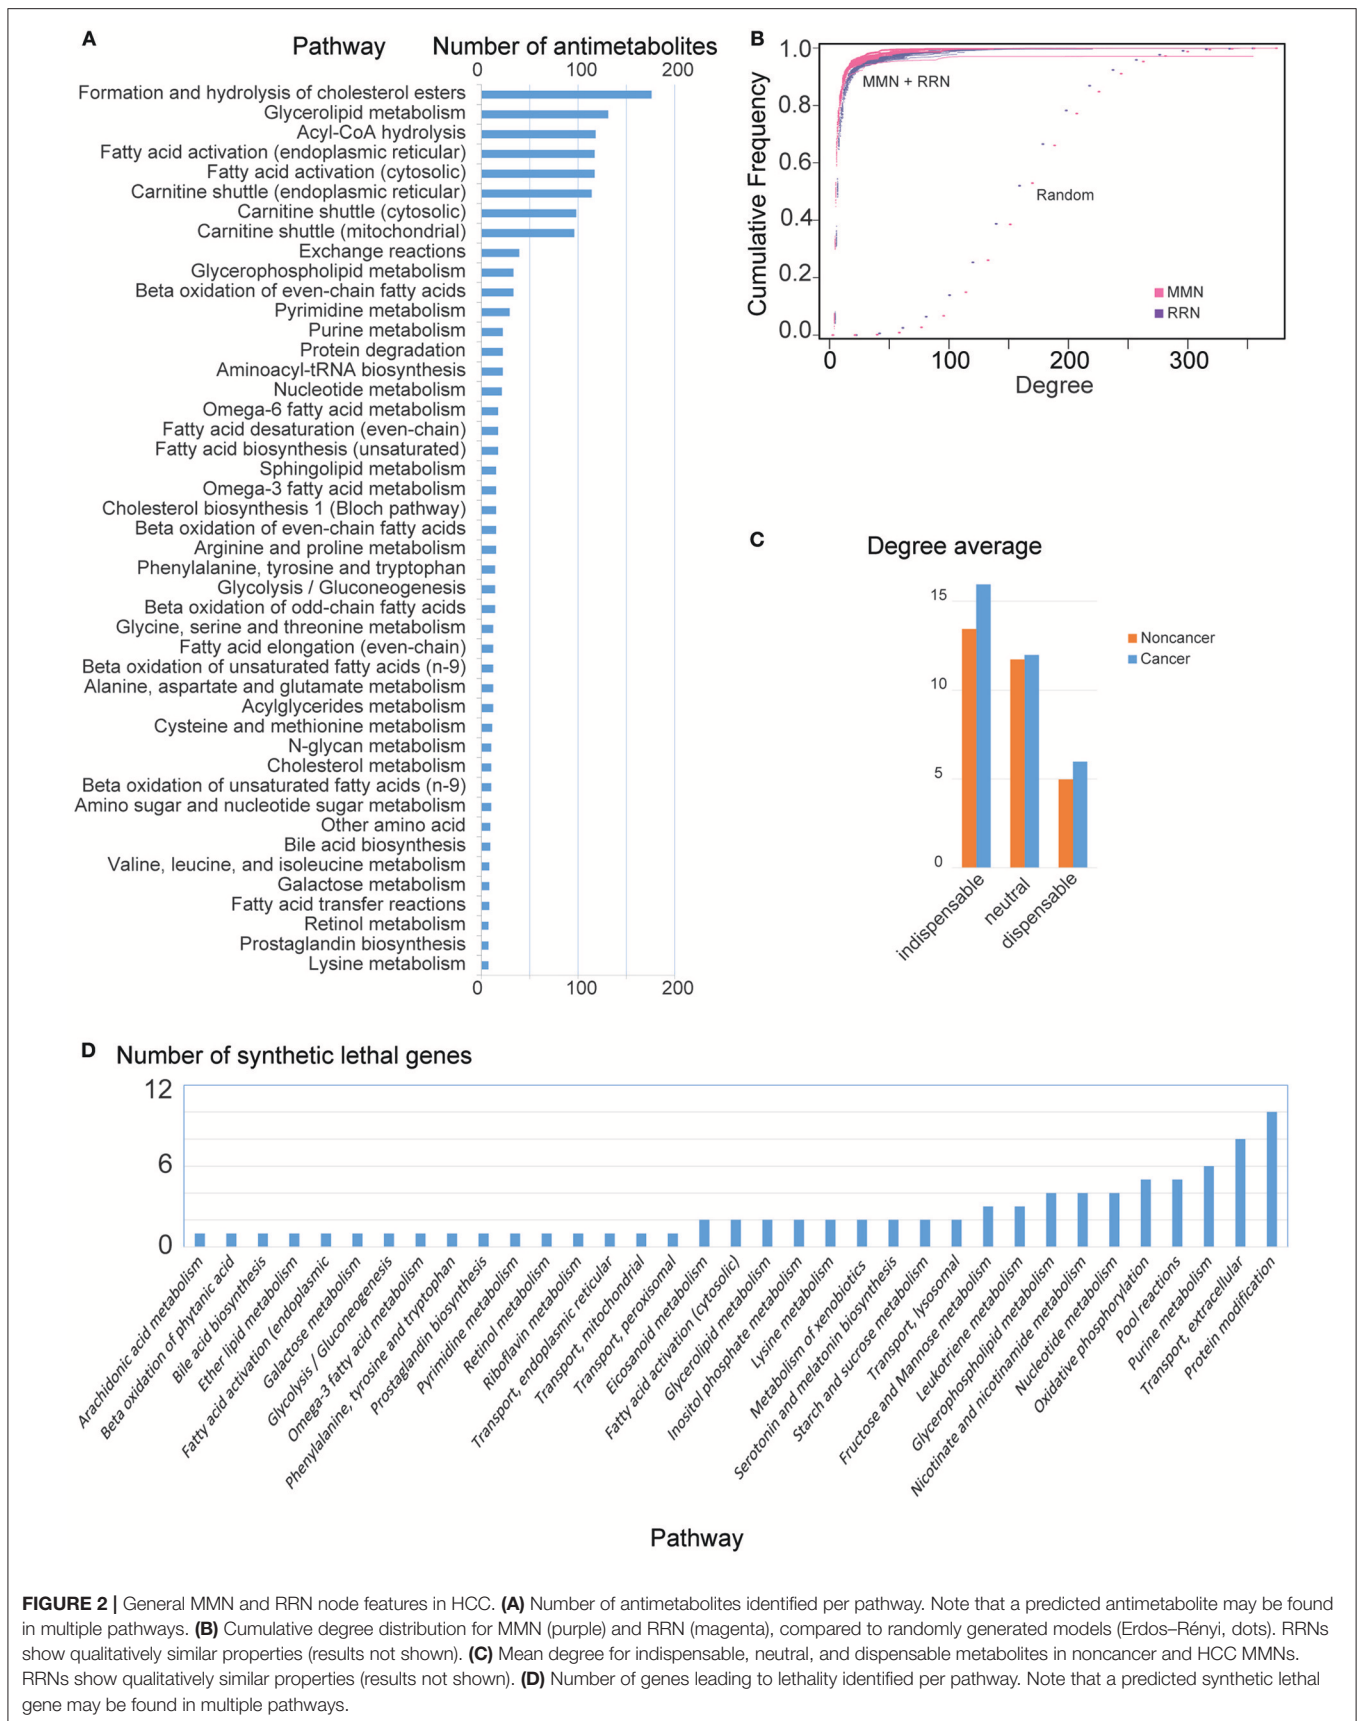 A
Pathway
Number of antimetabolites
0 100 200
Formation and hydrolysis of cholesterol esters
Glycerolipid metabolism
Acyl-CoA hydrolysis
Fatty acid activation (endoplasmic reticular)
Fatty acid activation (cytosolic)
Carnitine shuttle (endoplasmic reticular)
Carnitine shuttle (cytosolic)
Carnitine shuttle (mitochondrial)
Exchange reactions
Glycerophospholipid metabolism
Beta oxidation of even-chain fatty acids
Pyrimidine metabolism
Purine metabolism
Protein degradation
Aminoacyl-tRNA biosynthesis
Nucleotide metabolism
Omega-6 fatty acid metabolism
Fatty acid desaturation (even-chain)
Fatty acid biosynthesis (unsaturated)
Sphingolipid metabolism
Omega-3 fatty acid metabolism
Cholesterol biosynthesis 1 (Bloch pathway)
Beta oxidation of even-chain fatty acids
Arginine and proline metabolism
Phenylalanine, tyrosine and tryptophan
Glycolysis / Gluconeogenesis
Beta oxidation of odd-chain fatty acids
Glycine, serine and threonine metabolism
Fatty acid elongation (even-chain)
Beta oxidation of unsaturated fatty acids (n-9)
Alanine, aspartate and glutamate metabolism
Acylglycerides metabolism
Cysteine and methionine metabolism
N-glycan metabolism
Cholesterol metabolism
Beta oxidation of unsaturated fatty acids (n-9)
Amino sugar and nucleotide sugar metabolism
Other amino acid
Bile acid biosynthesis
Valine, leucine, and isoleucine metabolism
Galactose metabolism
Fatty acid transfer reactions
Retinol metabolism
Prostaglandin biosynthesis
Lysine metabolism
0 100 200
B
Cumulative Frequency
1.0
0.8
0.6
0.4
0.2
0.0
MMN + RRN
Random
MMN
RRN
0 100 200 300
Degree
C
Degree average
15
10
5
0
Noncancer
Cancer
indispensable
neutral
dispensable
D
Number of synthetic lethal genes
12
6
0
Arachidonic acid metabolism
Beta oxidation of phytanic acid
Bile acid biosynthesis
Ether lipid metabolism
Fatty acid activation (endoplasmic
Galactose metabolism
Glycolysis / Gluconeogenesis
Omega-3 fatty acid metabolism
Phenylalanine, tyrosine and tryptophan
Prostaglandin biosynthesis
Pyrimidine metabolism
Retinol metabolism
Riboflavin metabolism
Transport, endoplasmic reticular
Transport, mitochondrial
Transport, peroxisomal
Eicosanoid metabolism
Fatty acid activation (cytosolic)
Glycerolipid metabolism
Inositol phosphate metabolism
Lysine metabolism
Metabolism of xenobiotics
Serotonin and melatonin biosynthesis
Starch and sucrose metabolism
Transport, lysosomal
Fructose and Mannose metabolism
Leukotriene metabolism
Glycerophospholipid metabolism
Nicotinate and nicotinamide metabolism
Nucleotide metabolism
Oxidative phosphorylation
Pool reactions
Purine metabolism
Transport, extracellular
Protein modification
Pathway
FIGURE 2 | General MMN and RRN node features in HCC. (A) Number of antimetabolites identified per pathway. Note that a predicted antimetabolite may be found
in multiple pathways. (B) Cumulative degree distribution for MMN (purple) and RRN (magenta), compared to randomly generated models (Erdos–Rényi, dots). RRNs
show qualitatively similar properties (results not shown). (C) Mean degree for indispensable, neutral, and dispensable metabolites in noncancer and HCC MMNs.
RRNs show qualitatively similar properties (results not shown). (D) Number of genes leading to lethality identified per pathway. Note that a predicted synthetic lethal
gene may be found in multiple pathways.